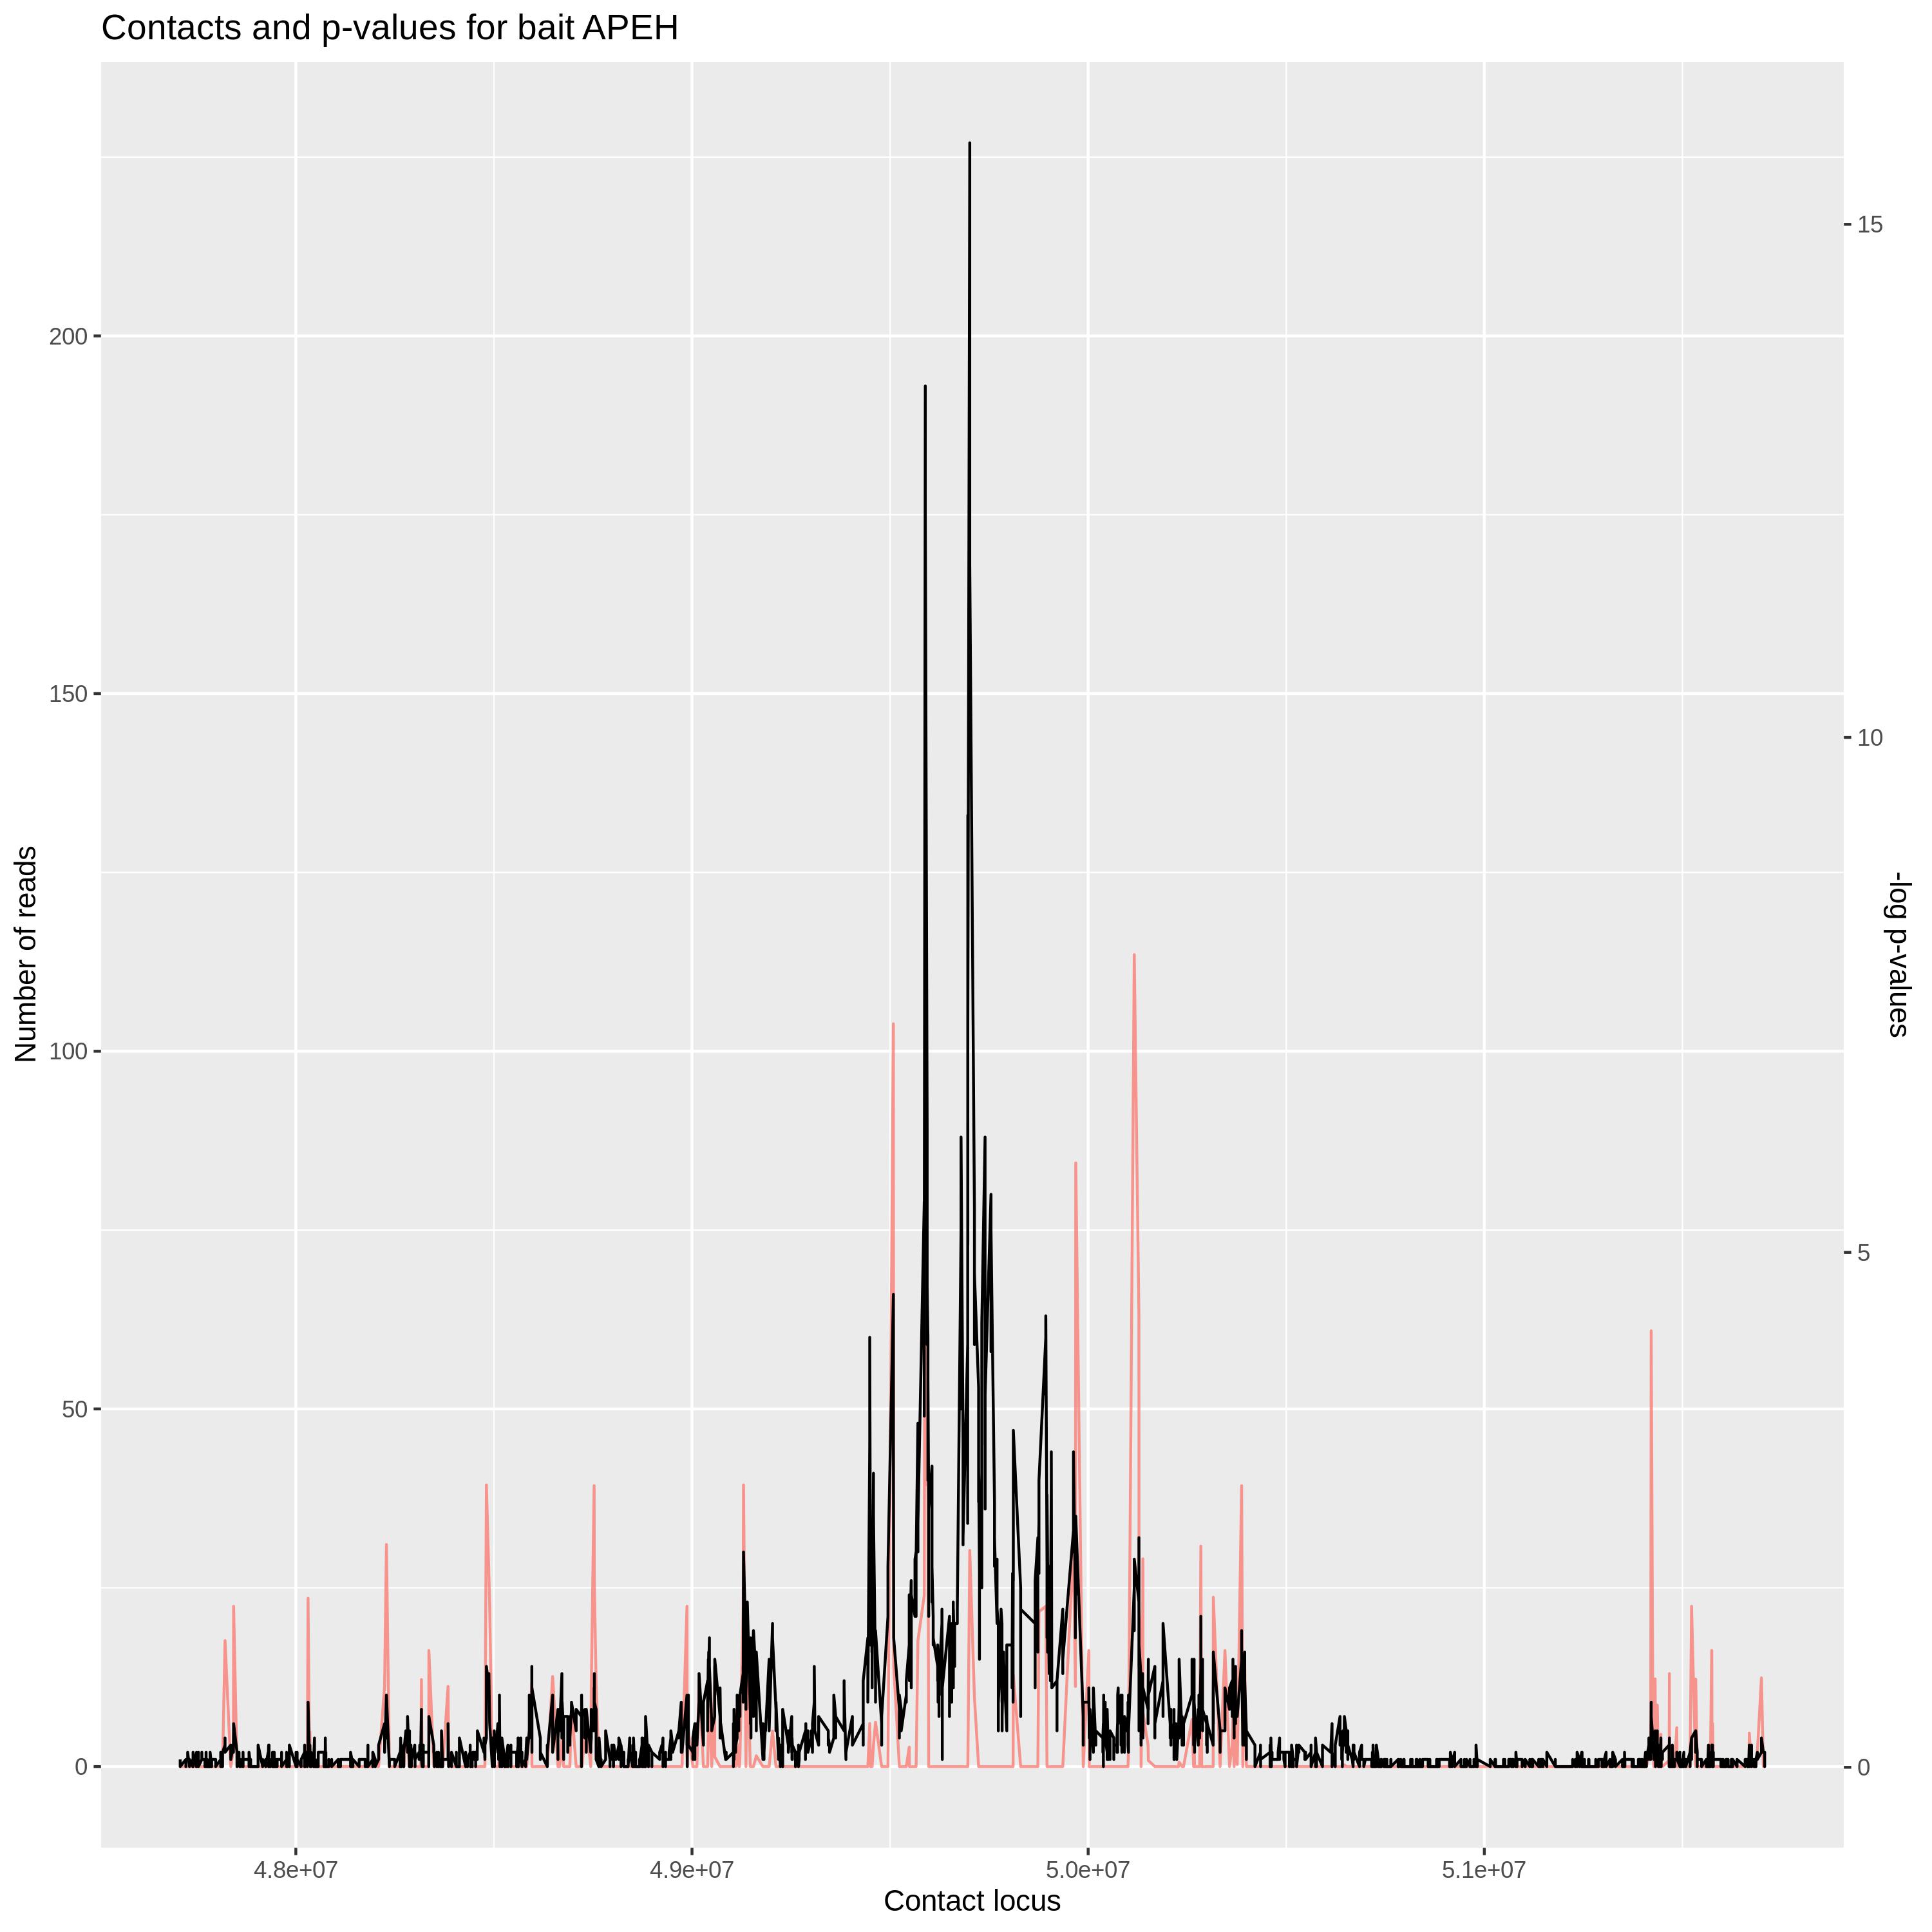 Contacts and p-values for bait APEH
Number of reads
200
150
100
50
0
15
10
5
0
-log p-values
4.8e+07
4.9e+07
5.0e+07
5.1e+07
Contact locus